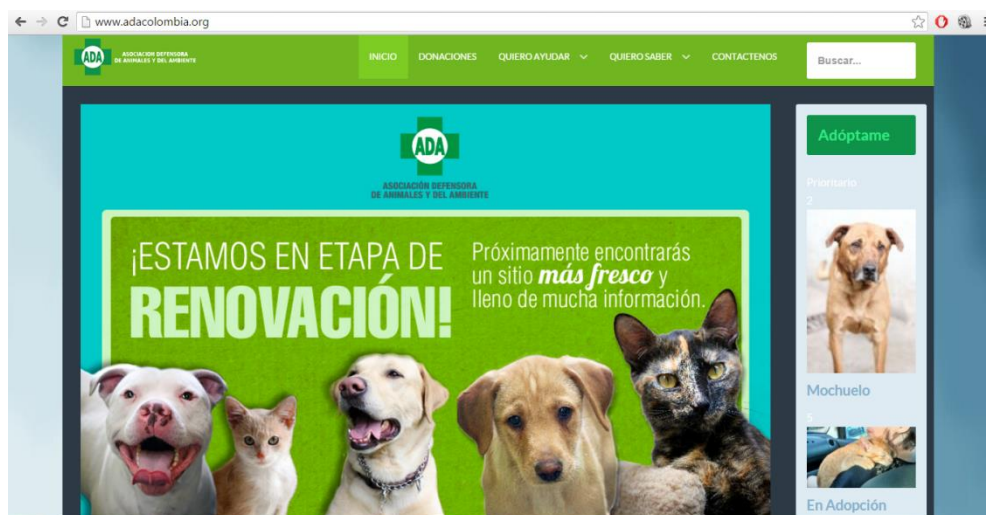 www.adacolombia.org
ADA
ASOCIACIÓN DEFENSORA
DE ANIMALES Y DEL AMBIENTE
INICIO
DONACIONES
QUIERO AYUDAR
QUIERO SABER
CONTACTENOS
Buscar...
ADA
ASOCIACIÓN DEFENSORA
DE ANIMALES Y DEL AMBIENTE
¡ESTAMOS EN ETAPA DE
RENOVACIÓN!
Próximamente encontrarás
un sitio más fresco y
lleno de mucha información.
Adóptame
Prioritario
2
Mochuelo
5
En Adopción